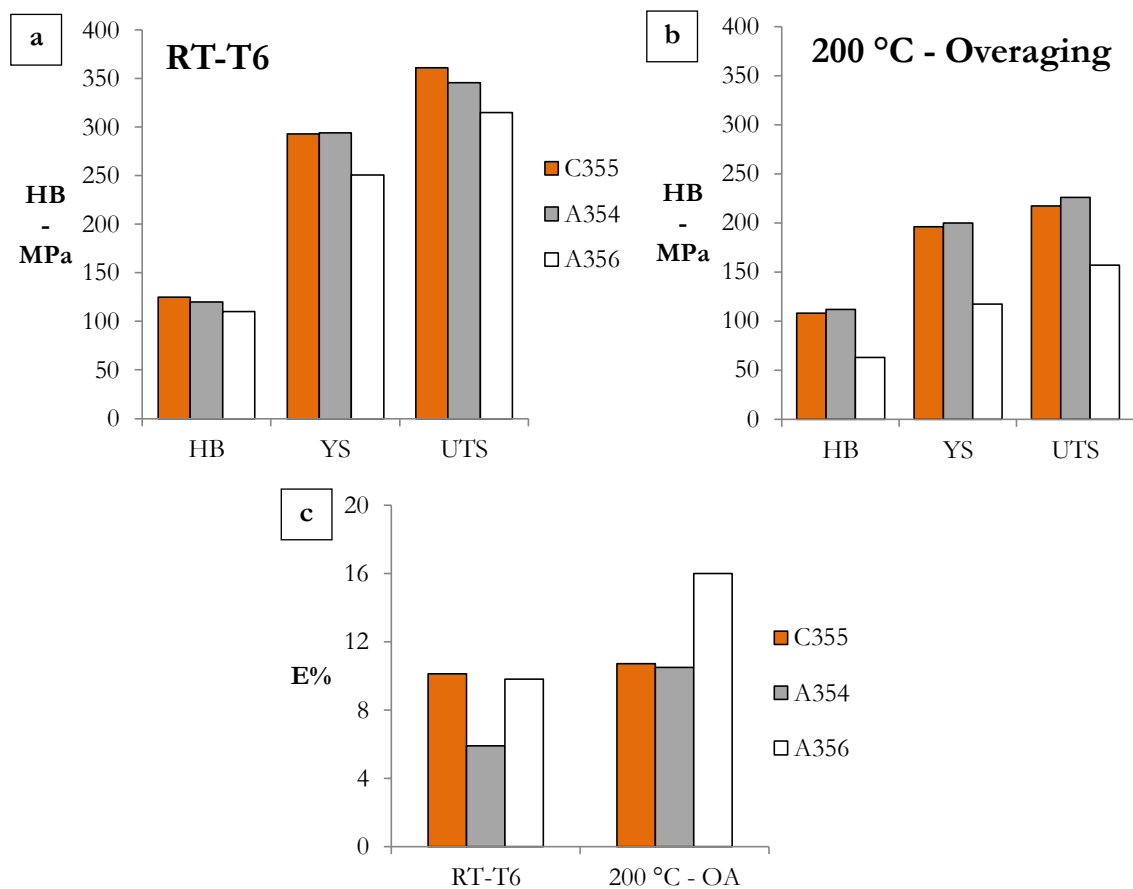 a
RT-T6
400
350
300
250
200
150
100
50
0
HB
-
MPa
HB
YS
UTS
C355
A354
A356
b
200 °C - Overaging
400
350
300
250
200
150
100
50
0
HB
-
MPa
HB
YS
UTS
c
20
16
12
8
4
0
E%
RT-T6
200 °C - OA
C355
A354
A356